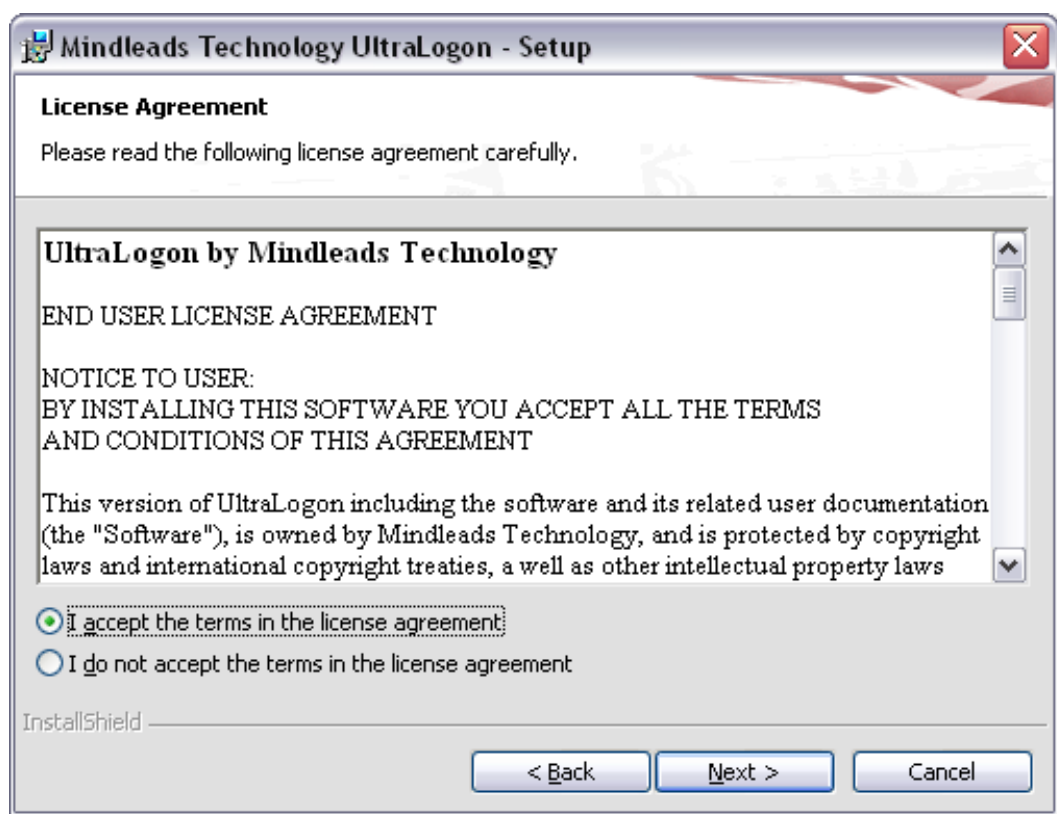 Mindleads Technology UltraLogon - Setup
License Agreement
Please read the following license agreement carefully.
UltraLogon by Mindleads Technology
END USER LICENSE AGREEMENT
NOTICE TO USER:
BY INSTALLING THIS SOFTWARE YOU ACCEPT ALL THE TERMS
AND CONDITIONS OF THIS AGREEMENT
This version of UltraLogon including the software and its related user documentation
(the "Software"), is owned by Mindleads Technology, and is protected by copyright
laws and international copyright treaties, a well as other intellectual property laws
I accept the terms in the license agreement
I do not accept the terms in the license agreement
InstallShield
< Back
Next >
Cancel